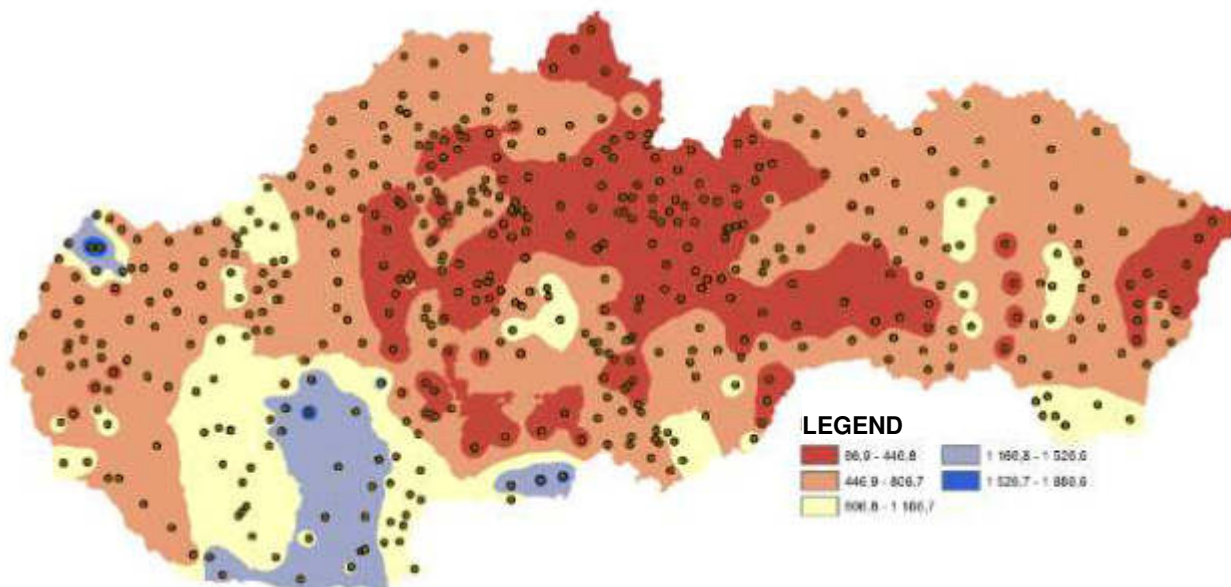 LEGEND
86,9 - 446,8
446,9 - 806,7
806,8 - 1 166,7
1 166,8 - 1 526,6
1 526,7 - 1 886,6